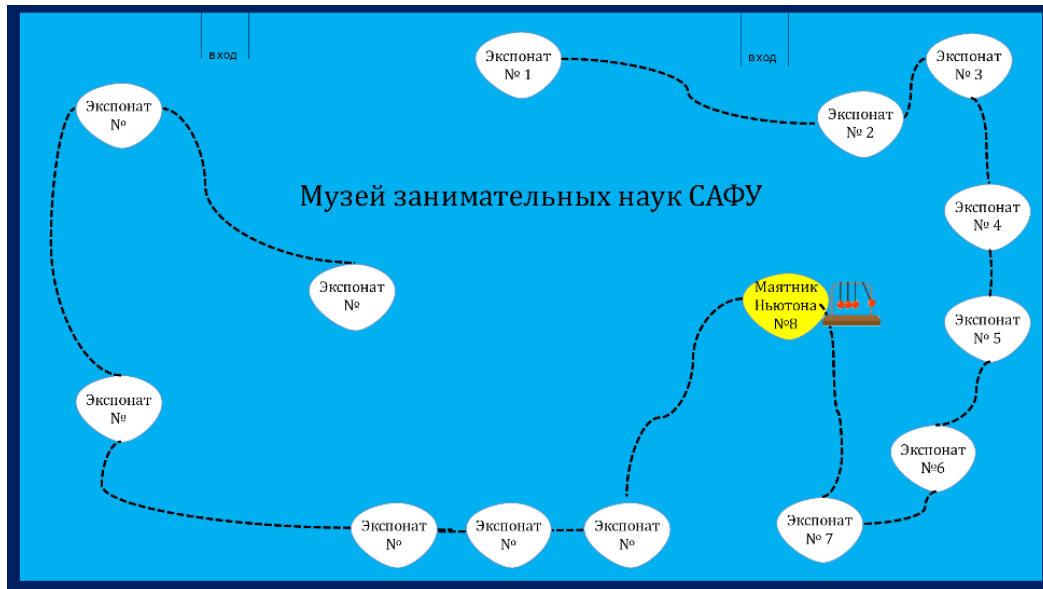 вход
вход
Экспонат
№ 1
Экспонат
№ 3
Экспонат
№
Экспонат
№ 2
Музей занимательных наук САФУ
Экспонат
№ 4
Экспонат
№
Маятник
Ньютона
№8
Экспонат
№ 5
Экспонат
№
Экспонат
№6
Экспонат
№
Экспонат
№
Экспонат
№
Экспонат
№ 7